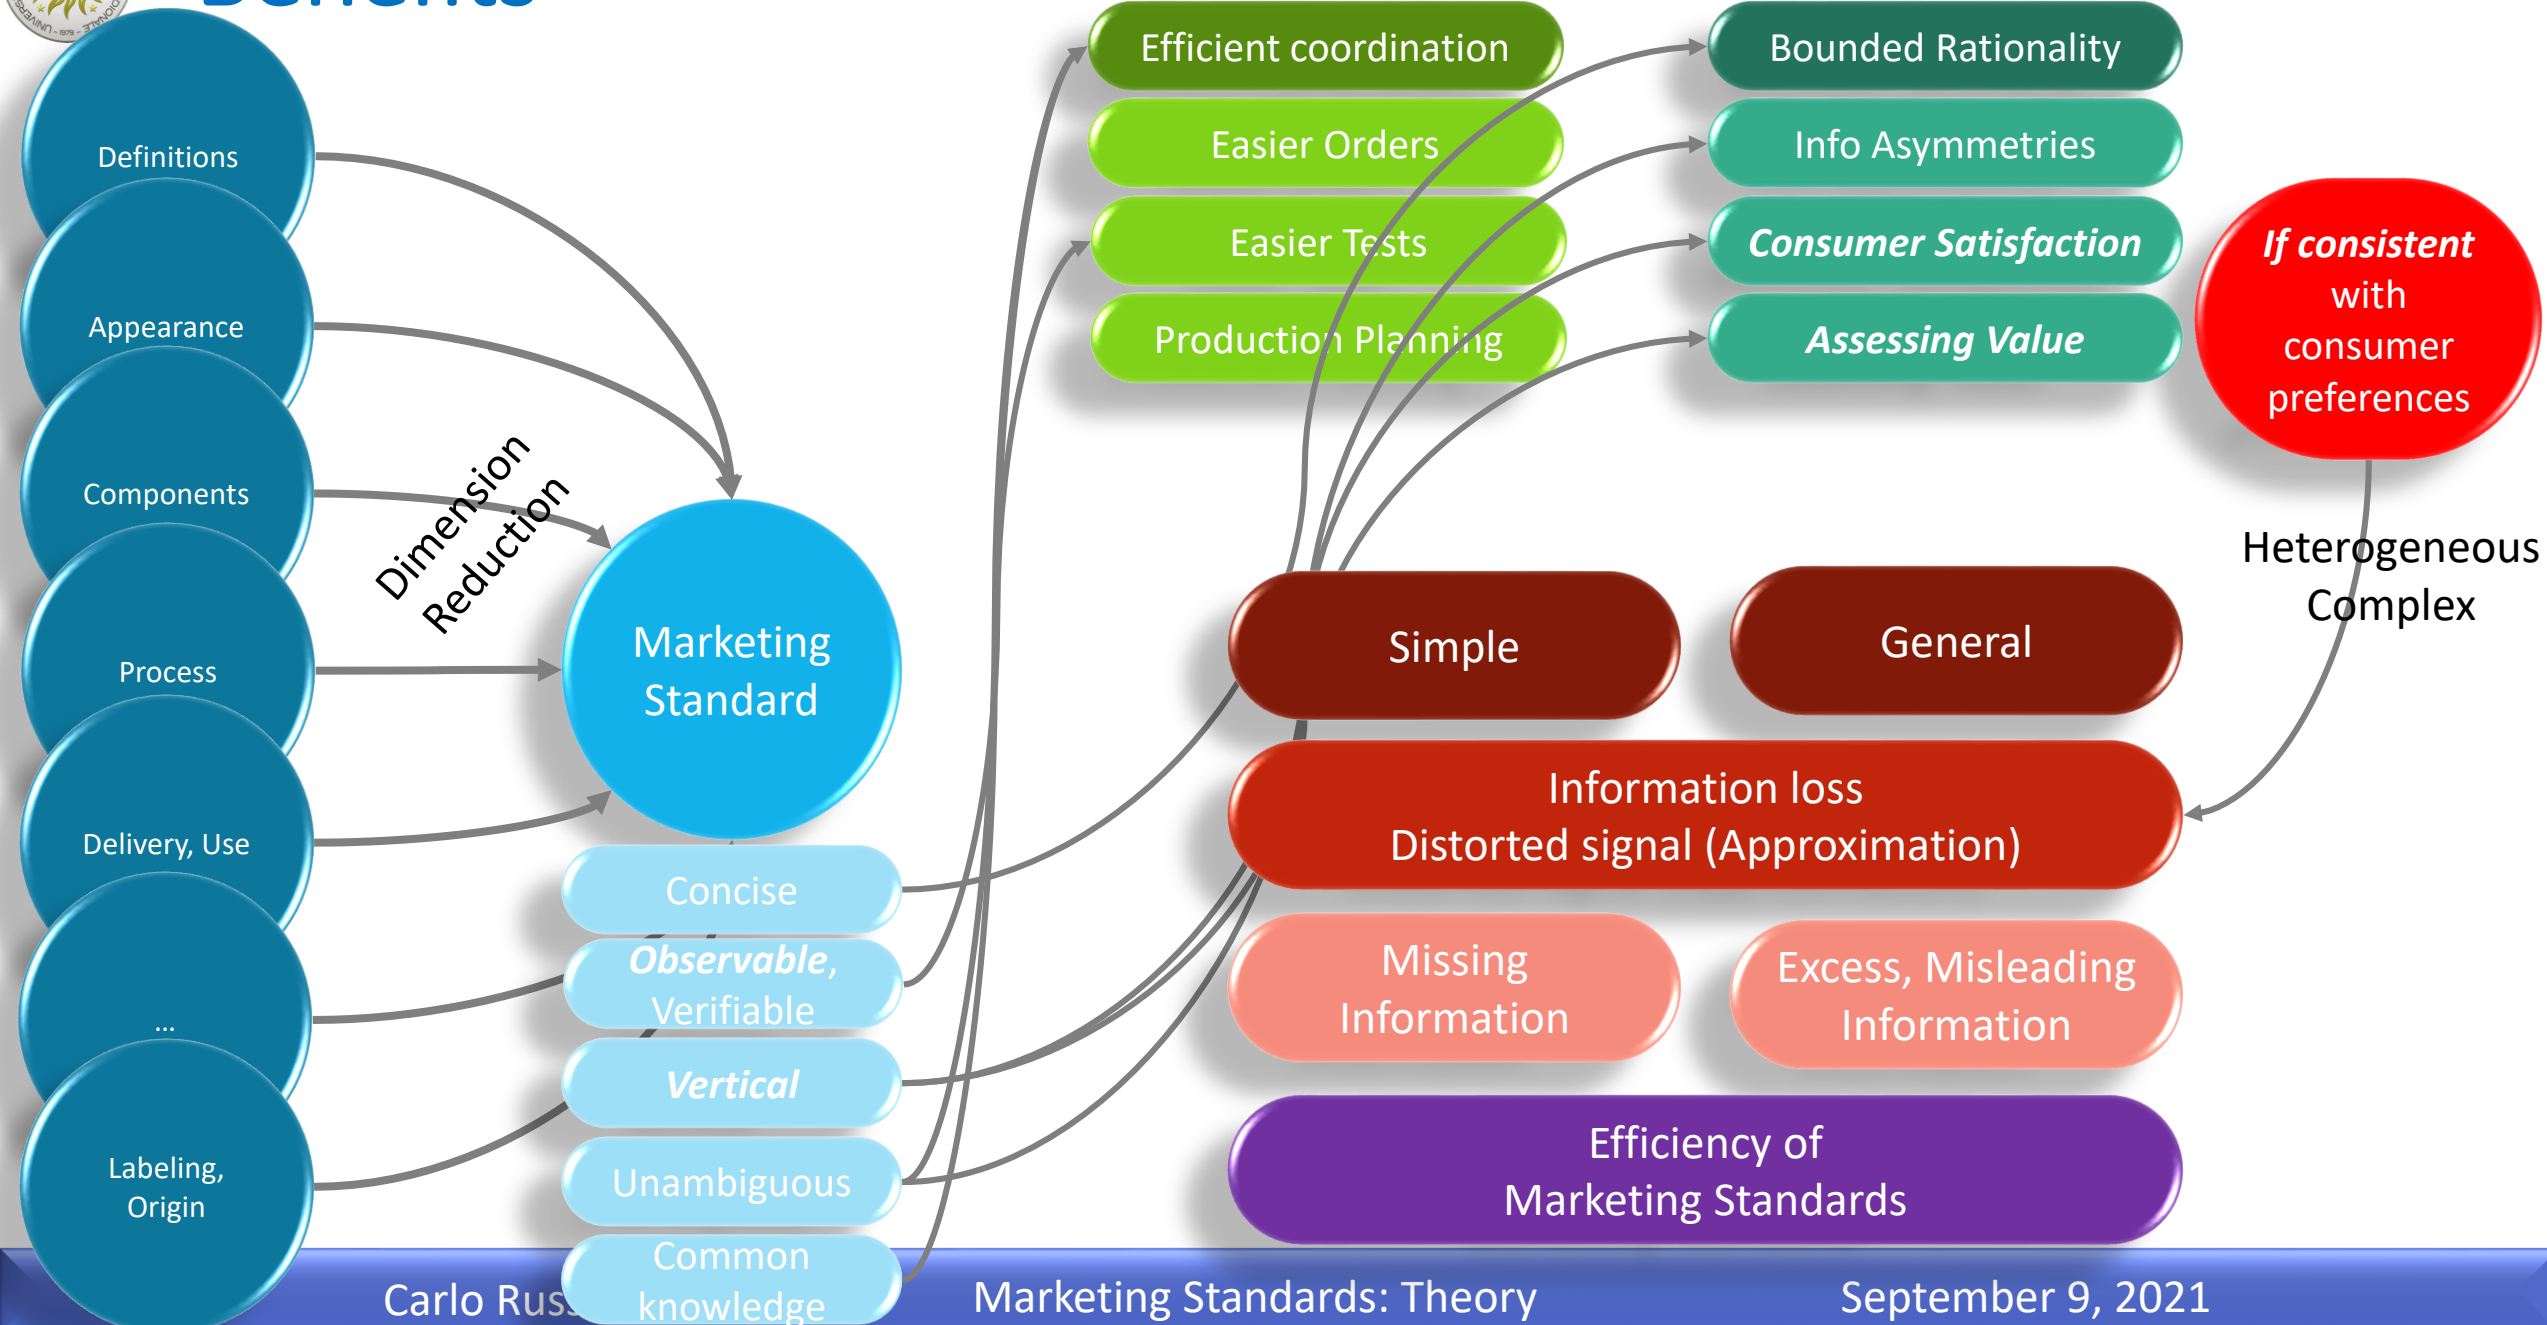 Benefits
Definitions
Appearance
Components
Process
Delivery, Use
...
Labeling,
Origin
Dimension
Reduction
Marketing
Standard
Concise
Observable,
Verifiable
Vertical
Unambiguous
Common
knowledge
Efficient coordination
Easier Orders
Easier Tests
Production Planning
Bounded Rationality
Info Asymmetries
Consumer Satisfaction
Assessing Value
If consistent
with
consumer
preferences
Heterogeneous
Complex
Simple
General
Information loss
Distorted signal (Approximation)
Missing
Information
Excess, Misleading
Information
Efficiency of
Marketing Standards
Carlo
Marketing Standards: Theory
September 9, 2021